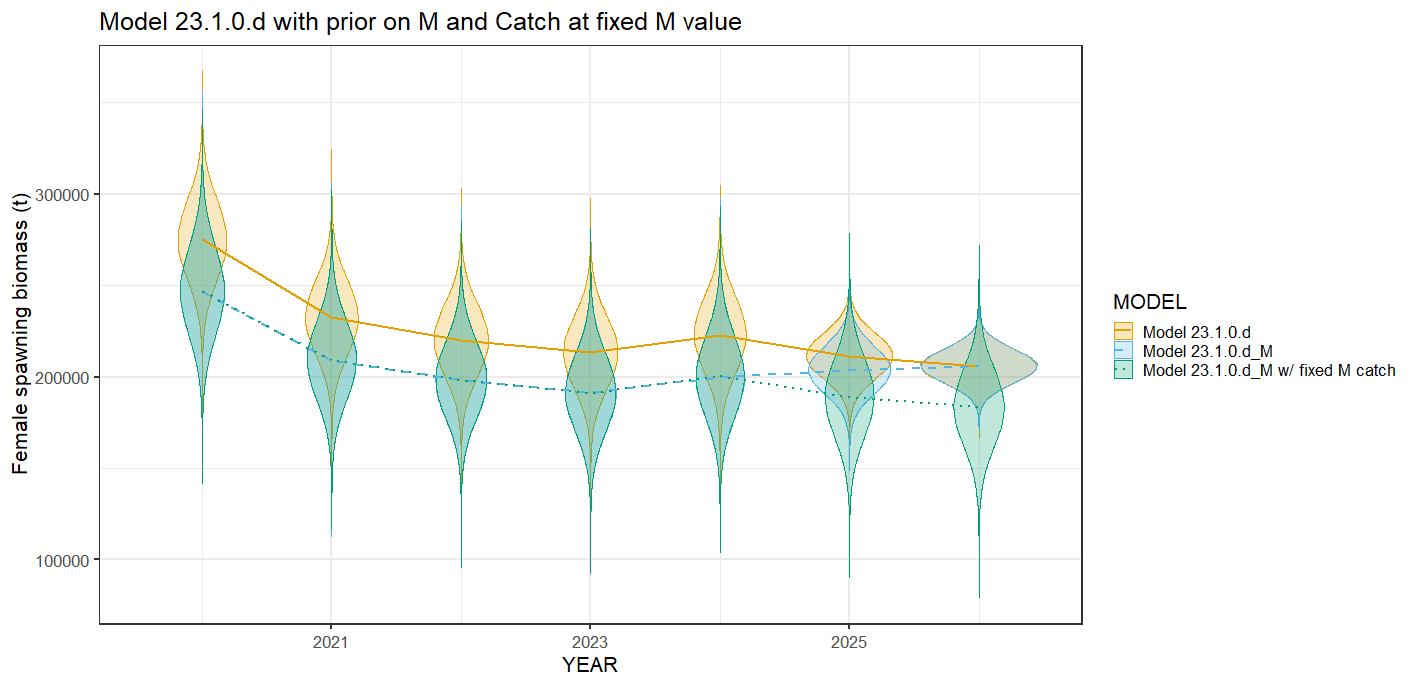 Model 23.1.0.d with prior on M and Catch at fixed M value
Female spawning biomass (t)
300000
200000
100000
2021
2023
2025
YEAR
MODEL
Model 23.1.0.d
Model 23.1.0.d_M
Model 23.1.0.d_M w/ fixed M catch